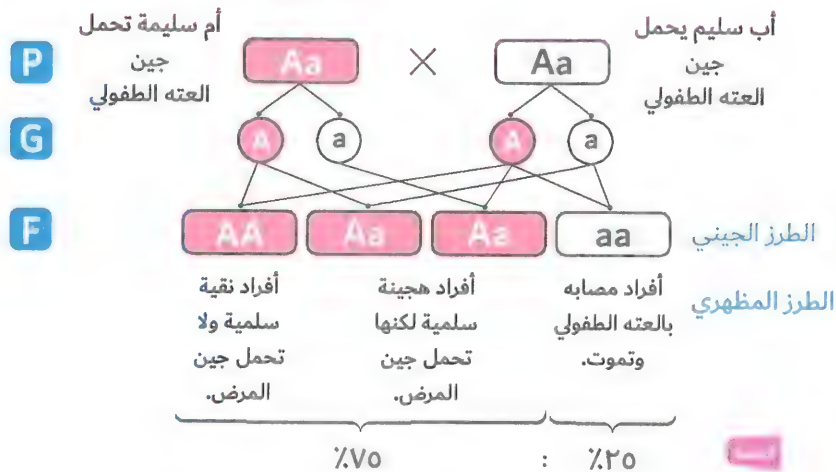 أب سليم يحمل
جين
العته الطفولي
أم سليمة تحمل
جين
العته الطفولي
P
Aa × Aa
G
A a A a
F
AA Aa Aa aa
الطرز الجيني
الطرز المظهري
أفراد مصابه
بالعته الطفولي
وتموت.
أفراد هجينة
سلمية لكنها
تحمل جين
المرض.
أفراد نقية
سلمية ولا
تحمل جين
المرض.
٪٧٥ : ٪٢٥